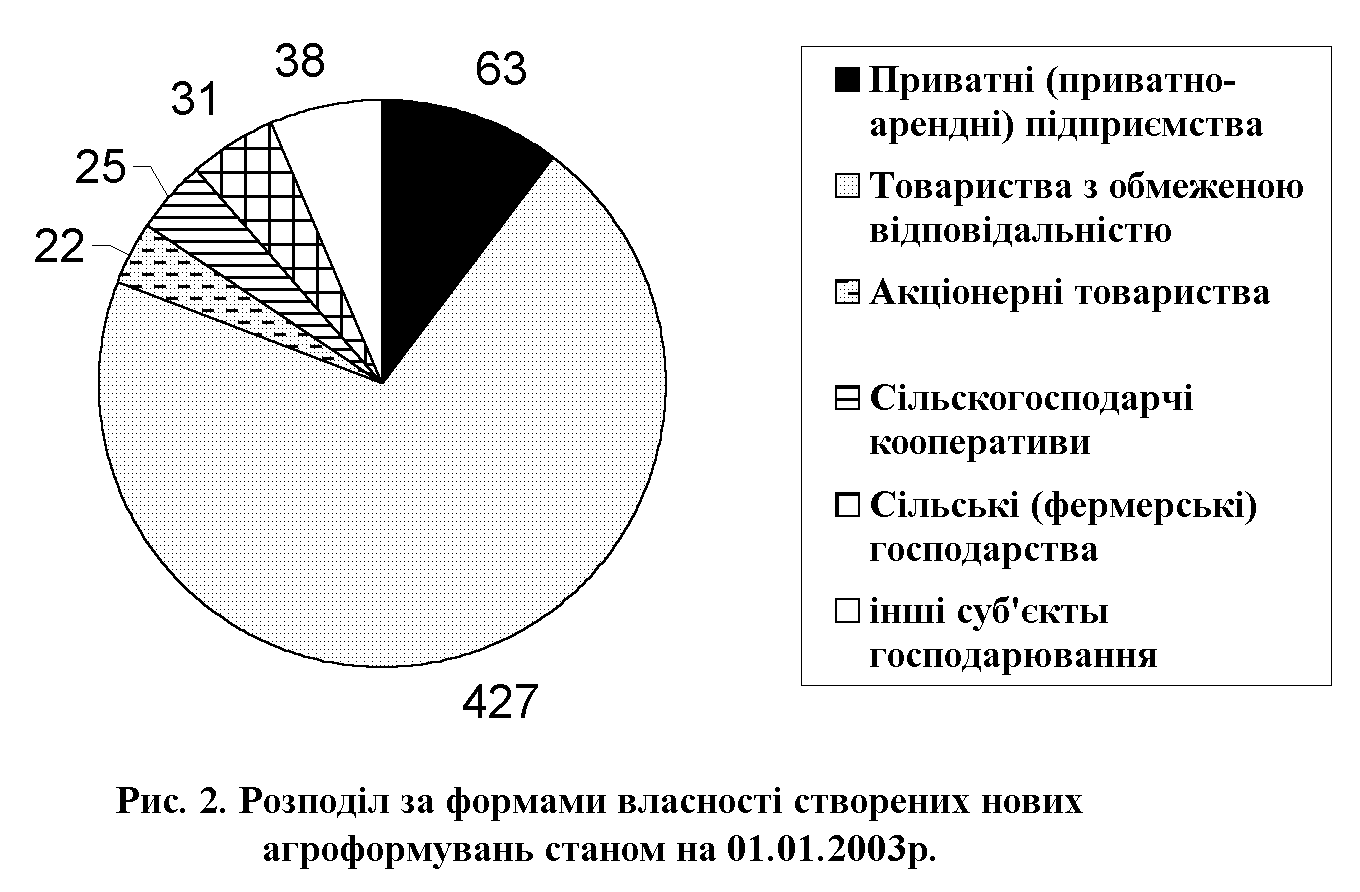 38
63
31
25
22
427
Приватні (приватно-
арендні) підприємства
Товариства з обмеженою
відповідальністю
Акціонерні товариства
Сільскогосподарчі
кооперативи
Сільські (фермерські)
господарства
інші суб'єкты
господарювання
Рис. 2. Розподіл за формами власності створених нових
агроформувань станом на 01.01.2003р.